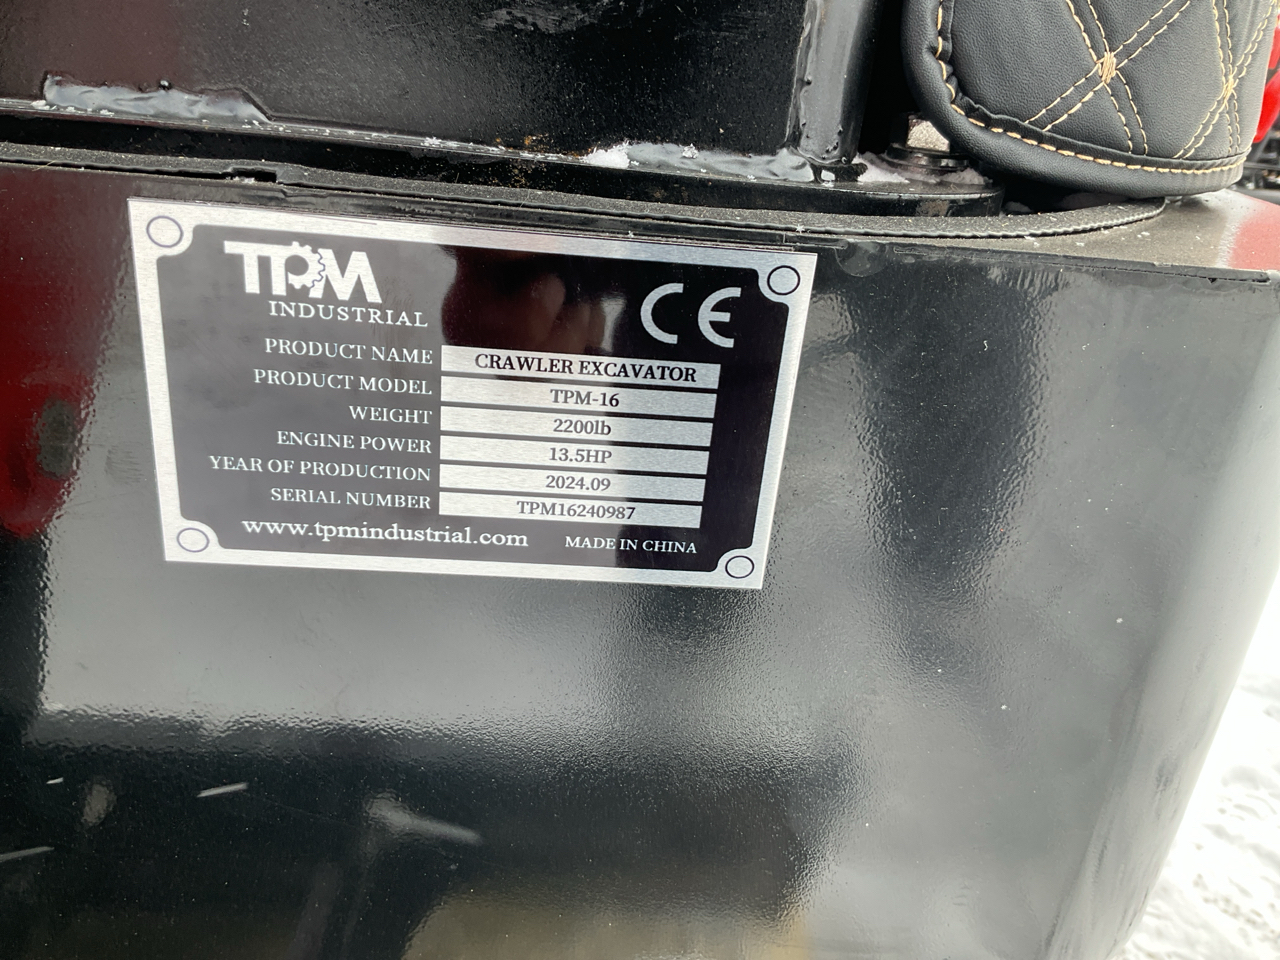 TPM
INDUSTRIAL
CE
PRODUCT NAME CRAWLER EXCAVATOR
PRODUCT MODEL TPM-16
WEIGHT 2200lb
ENGINE POWER 13.5HP
YEAR OF PRODUCTION 2024.09
SERIAL NUMBER TPM16240987
www.tpmindustrial.com MADE IN CHINA